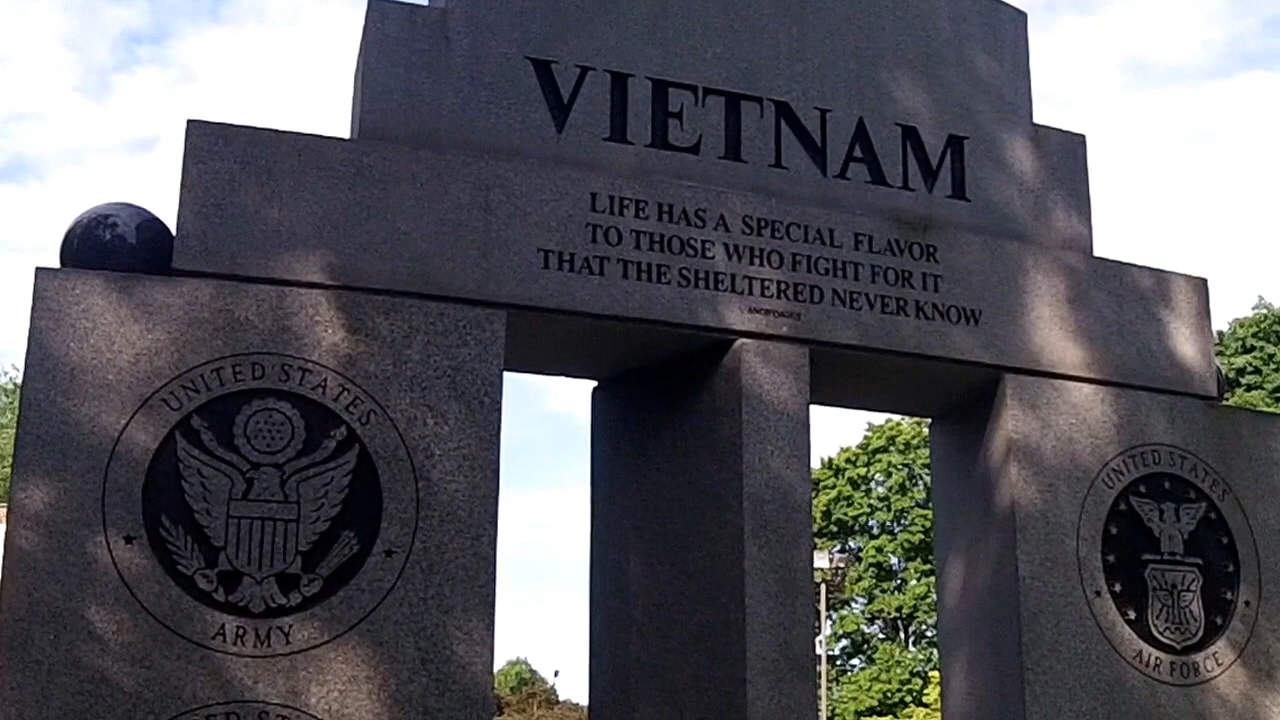 VIETNAM
LIFE HAS A SPECIAL FLAVOR
TO THOSE WHO FIGHT FOR IT
THAT THE SHELTERED NEVER KNOW
ANONYMOUS
UNITED STATES
ARMY
UNITED STATES
AIR FORCE